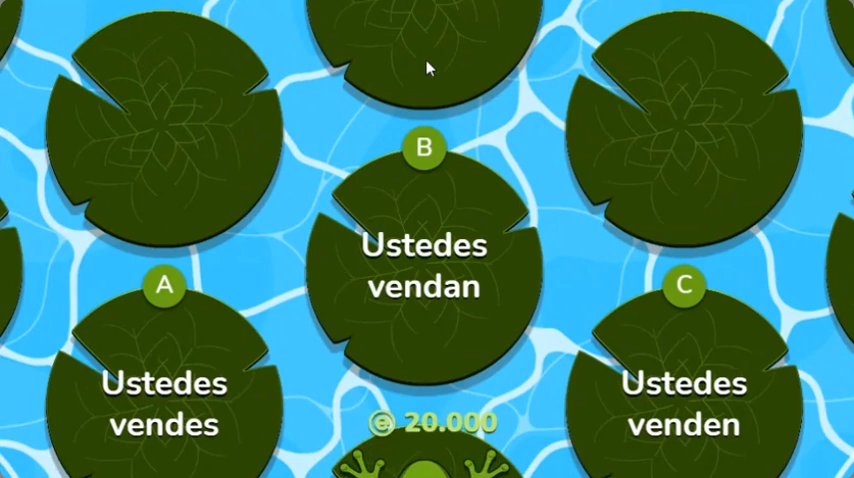 B
Ustedes
vendan
A
Ustedes
vendes
C
Ustedes
venden
@ 20.000